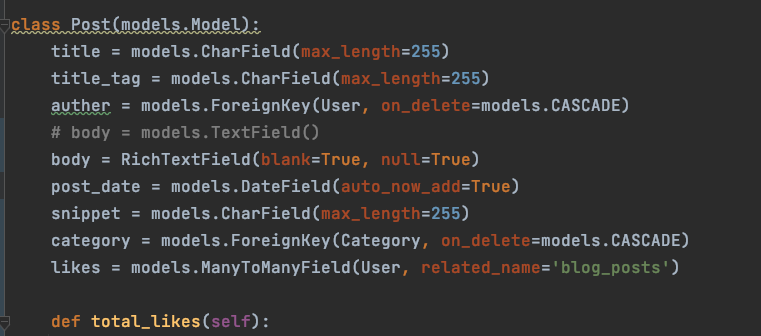 class Post(models.Model):
    title = models.CharField(max_length=255)
    title_tag = models.CharField(max_length=255)
    auther = models.ForeignKey(User, on_delete=models.CASCADE)
    # body = models.TextField()
    body = RichTextField(blank=True, null=True)
    post_date = models.DateField(auto_now_add=True)
    snippet = models.CharField(max_length=255)
    category = models.ForeignKey(Category, on_delete=models.CASCADE)
    likes = models.ManyToManyField(User, related_name='blog_posts')
    def total_likes(self):